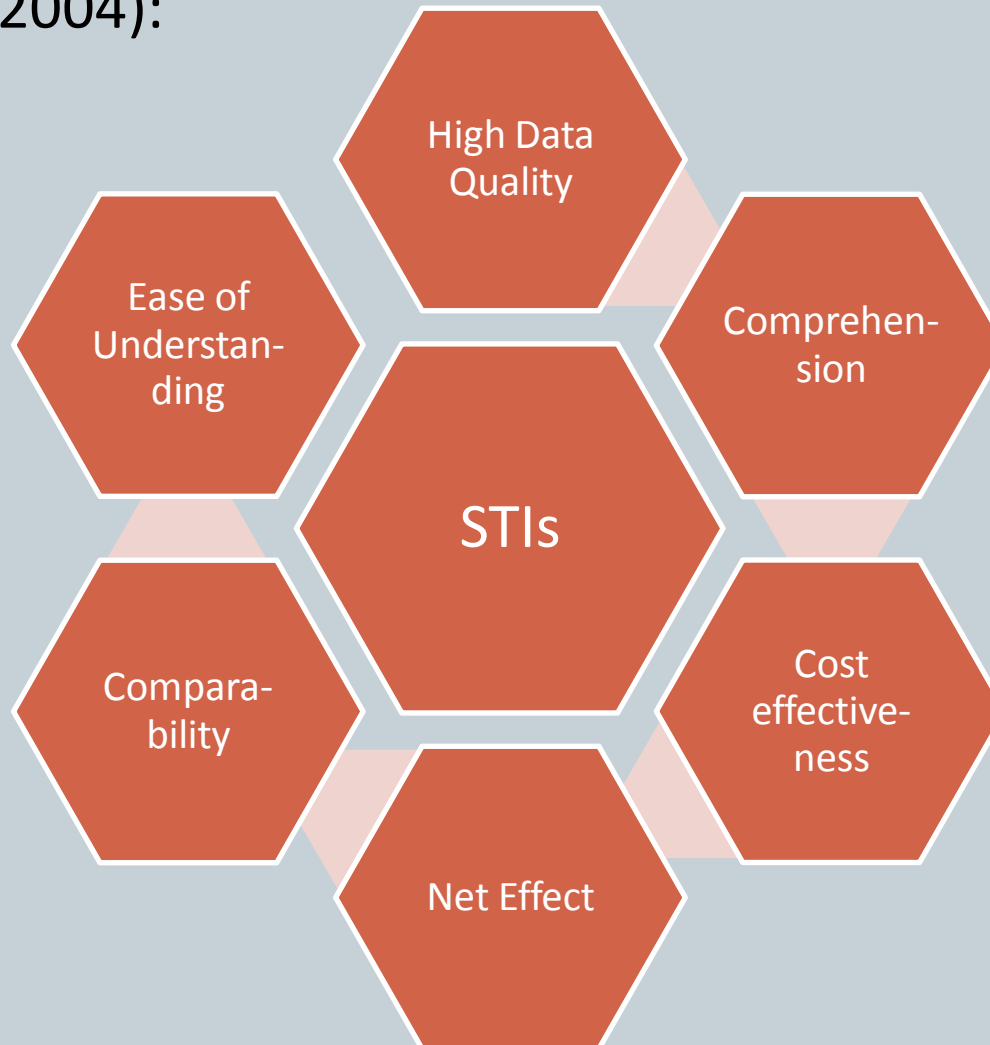 2004):
High Data
Quality
Comprehen-
sion
Cost
effective-
ness
Net Effect
Compara-
bility
Ease of
Understan-
ding
STIs